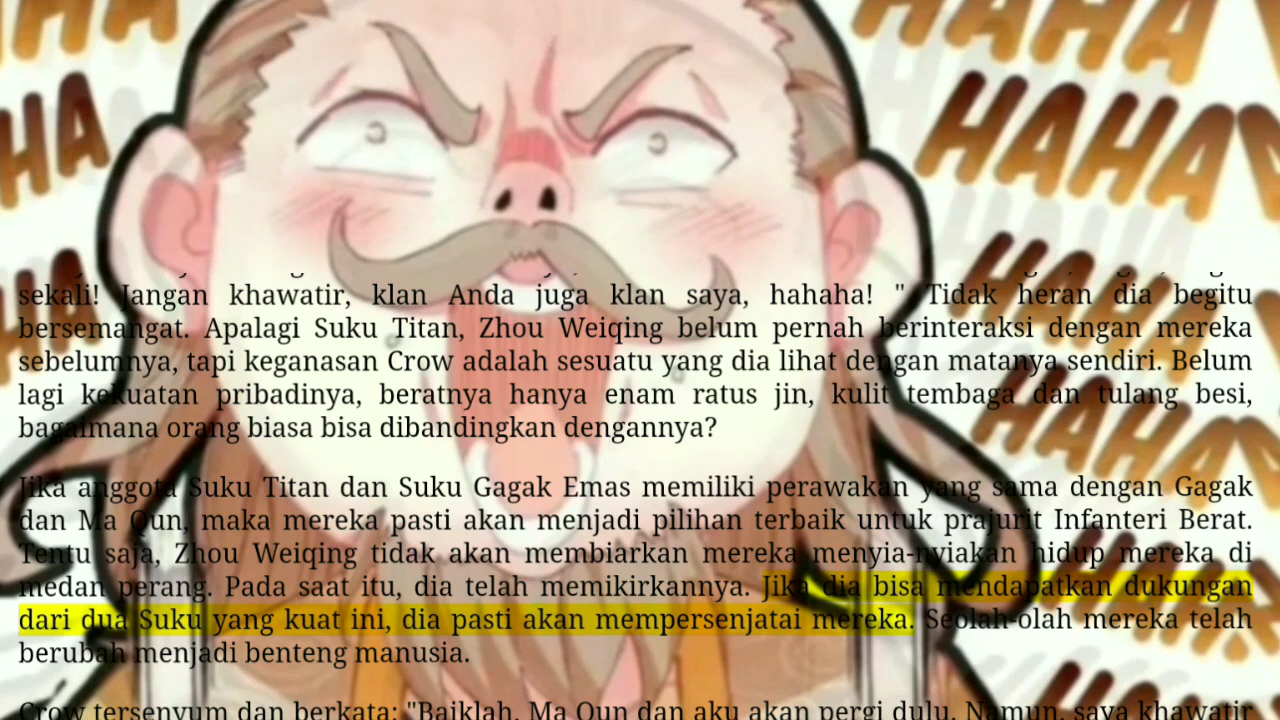 HAHA
HAHA
HAHA
HAHA
HAHA
HAHA
sekali! Jangan khawatir, klan Anda juga klan saya, hahaha! " Tidak heran dia begitu
bersemangat. Apalagi Suku Titan, Zhou Weiqing belum pernah berinteraksi dengan mereka
sebelumnya, tapi keganasan Crow adalah sesuatu yang dia lihat dengan matanya sendiri. Belum
lagi kekuatan pribadinya, beratnya hanya enam ratus jin, kulit tembaga dan tulang besi,
bagaimana orang biasa bisa dibandingkan dengannya?
Jika anggota Suku Titan dan Suku Gagak Emas memiliki perawakan yang sama dengan Gagak
dan Ma Qun, maka mereka pasti akan menjadi pilihan terbaik untuk prajurit Infanteri Berat.
Tentu saja, Zhou Weiqing tidak akan membiarkan mereka menyia-nyiakan hidup mereka di
medan perang. Pada saat itu, dia telah memikirkannya. Jika dia bisa mendapatkan dukungan
dari dua Suku yang kuat ini, dia pasti akan mempersenjatai mereka. Seolah-olah mereka telah
berubah menjadi benteng manusia.
Crow tersenyum dan berkata: "Baiklah, Ma Qun dan aku akan pergi dulu. Namun, saya khawatir